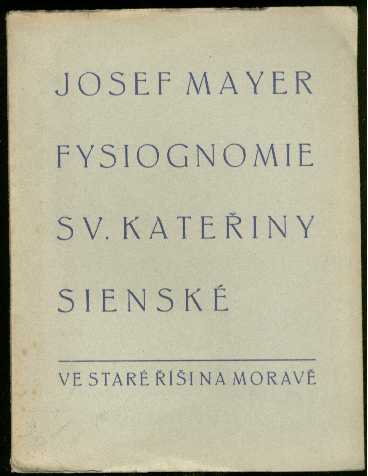 JOSEF MAYER
FYSIOGNOMIE
SV. KATEŘINY
SIENSKÉ
VE STARÉ ŘÍŠI NA MORAVĚ